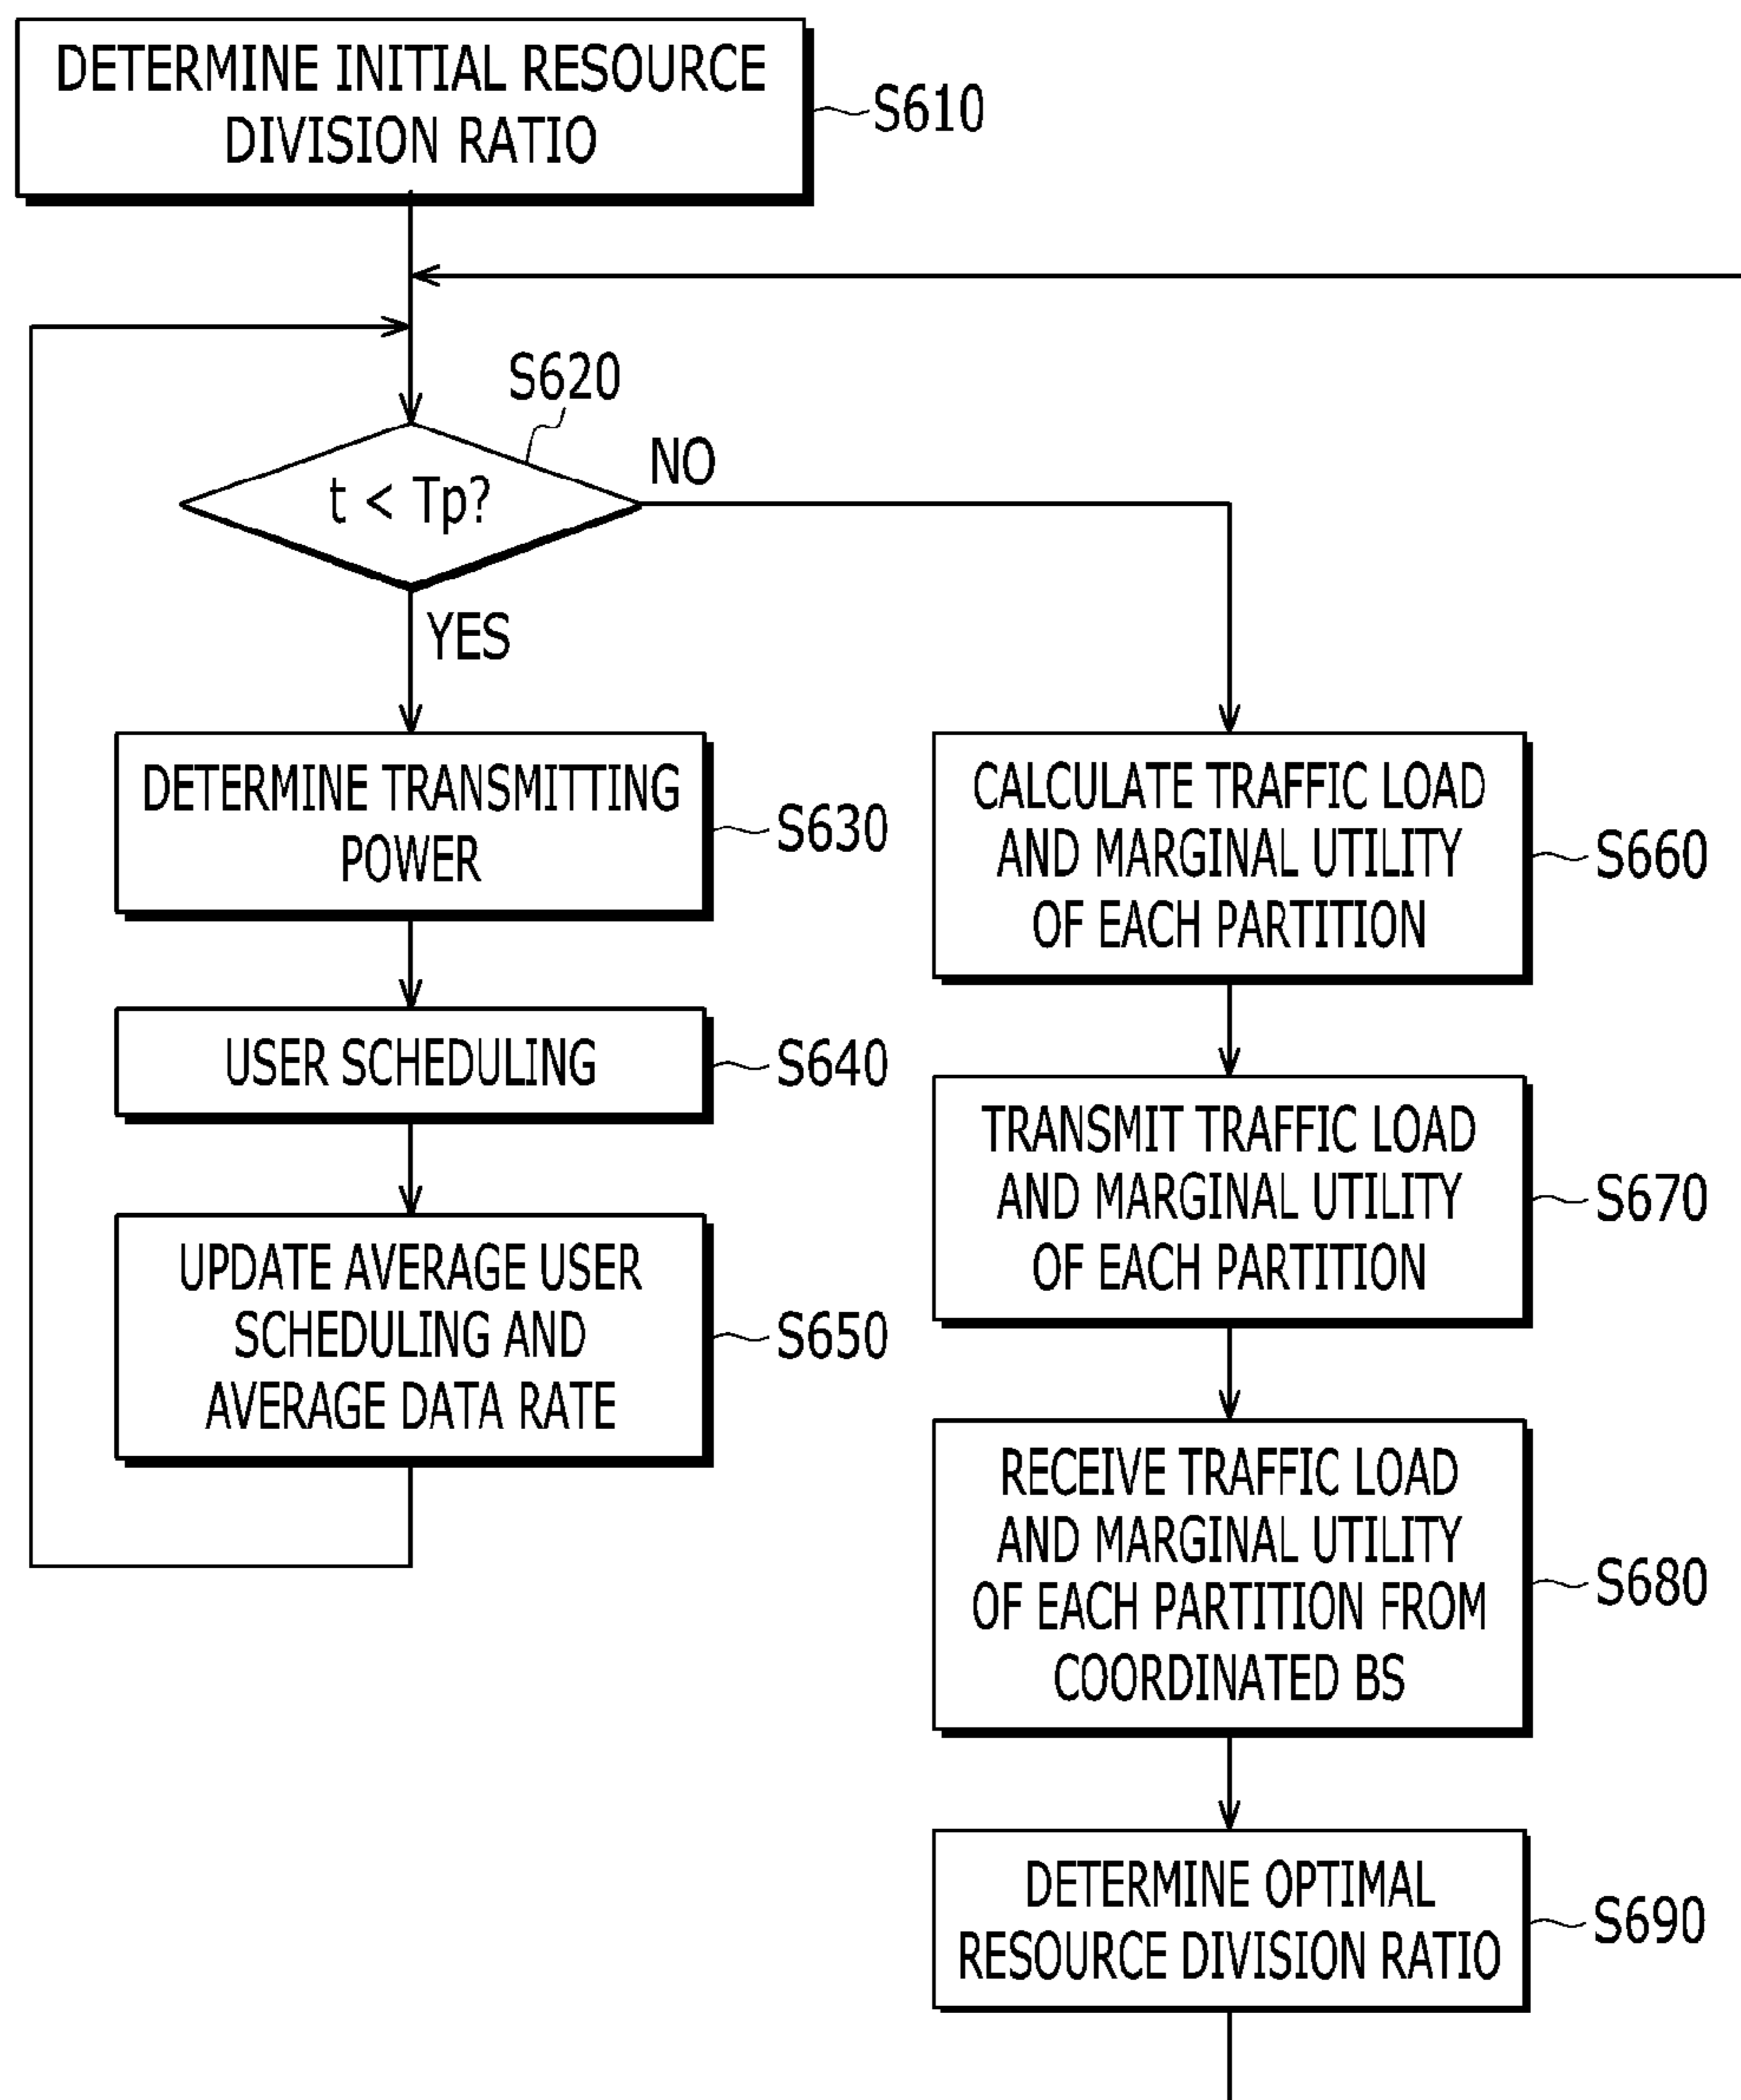 DETERMINE INITIAL RESOURCE
DIVISION RATIO
S610
S620
t < Tp?
NO
YES
DETERMINE TRANSMITTING
POWER
S630
USER SCHEDULING
S640
UPDATE AVERAGE USER
SCHEDULING AND
AVERAGE DATA RATE
S650
CALCULATE TRAFFIC LOAD
AND MARGINAL UTILITY
OF EACH PARTITION
S660
TRANSMIT TRAFFIC LOAD
AND MARGINAL UTILITY
OF EACH PARTITION
S670
RECEIVE TRAFFIC LOAD
AND MARGINAL UTILITY
OF EACH PARTITION FROM
COORDINATED BS
S680
DETERMINE OPTIMAL
RESOURCE DIVISION RATIO
S690